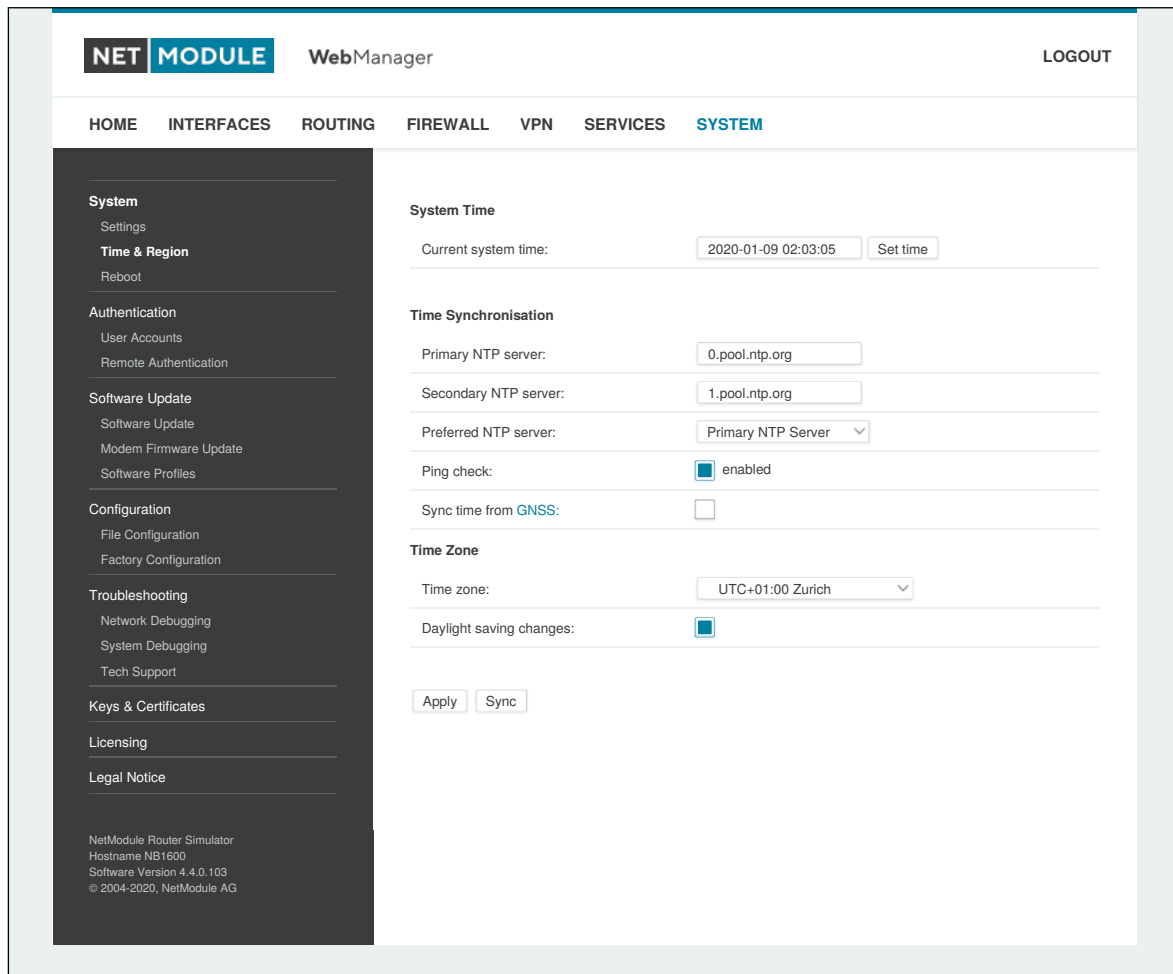 NET MODULE WebManager LOGOUT
HOME INTERFACES ROUTING FIREWALL VPN SERVICES SYSTEM
System
Settings
Time & Region
Reboot
Authentication
User Accounts
Remote Authentication
Software Update
Software Update
Modem Firmware Update
Software Profiles
Configuration
File Configuration
Factory Configuration
Troubleshooting
Network Debugging
System Debugging
Tech Support
Keys & Certificates
Licensing
Legal Notice
NetModule Router Simulator
Hostname NB1600
Software Version 4.4.0.103
© 2004-2020, NetModule AG
System Time
Current system time: 2020-01-09 02:03:05 Set time
Time Synchronisation
Primary NTP server: 0.pool.ntp.org
Secondary NTP server: 1.pool.ntp.org
Preferred NTP server: Primary NTP Server
Ping check: enabled
Sync time from GNSS:
Time Zone
Time zone: UTC+01:00 Zurich
Daylight saving changes:
Apply Sync